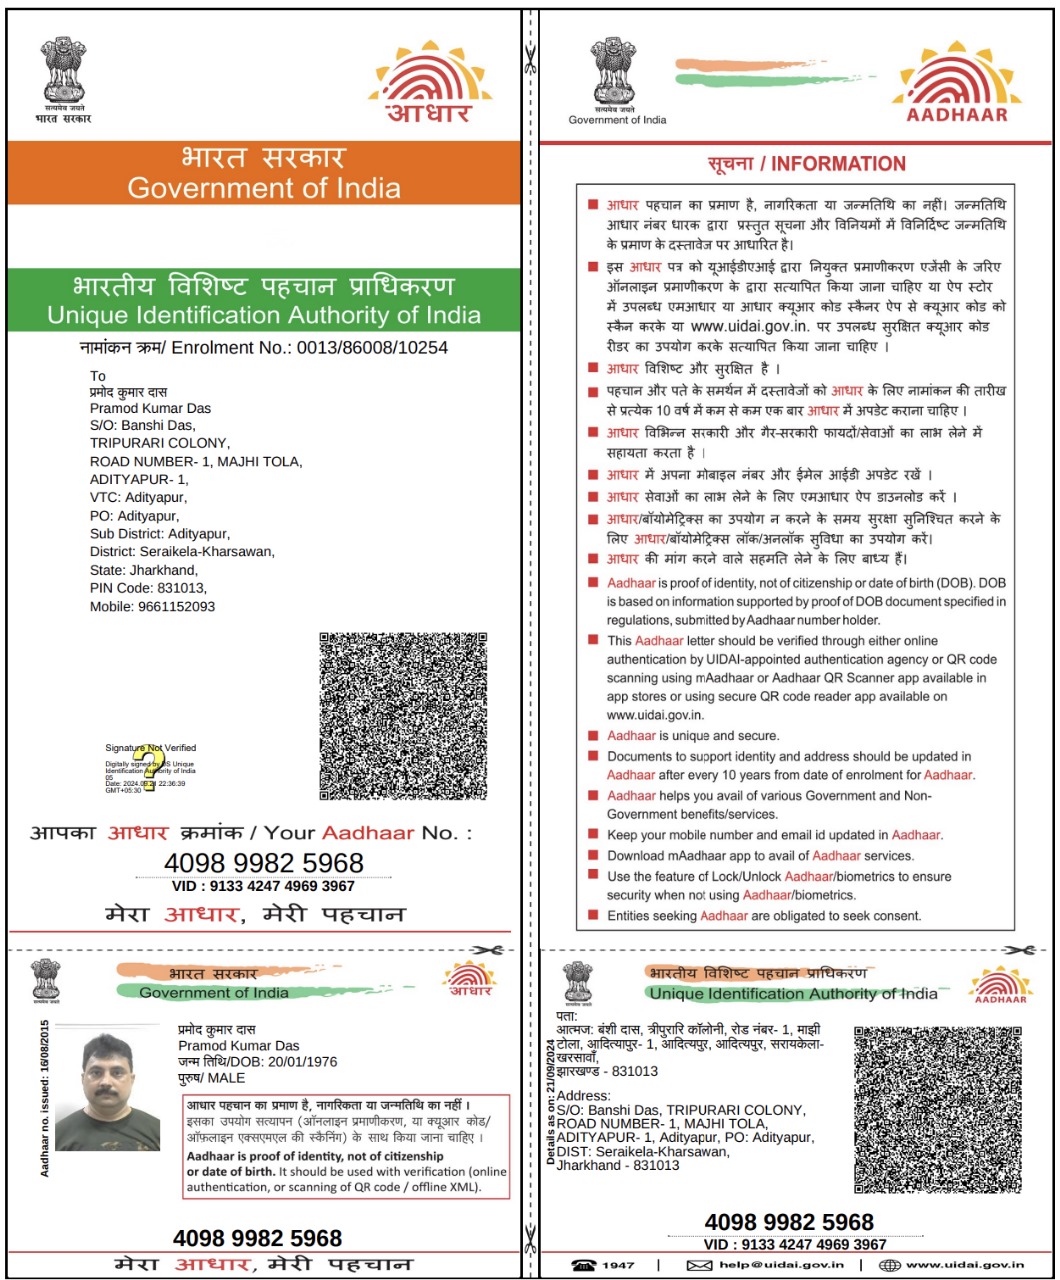 सत्यमेव जयते
भारत सरकार
आधार
भारत सरकार
Government of India
भारतीय विशिष्ट पहचान प्राधिकरण
Unique Identification Authority of India
नामांकन क्रम/ Enrolment No.: 0013/86008/10254
To
प्रमोद कुमार दास
Pramod Kumar Das
S/O: Banshi Das,
TRIPURARI COLONY,
ROAD NUMBER- 1, MAJHI TOLA,
ADITYAPUR- 1,
VTC: Adityapur,
PO: Adityapur,
Sub District: Adityapur,
District: Seraikela-Kharsawan,
State: Jharkhand,
PIN Code: 831013,
Mobile: 9661152093
Signature Not Verified
Digitally signed by DS Unique
Identification Authority of India
05
Date: 2024.09.21 22:36:39
GMT+05:30
आपका आधार क्रमांक / Your Aadhaar No. :
4098 9982 5968
VID : 9133 4247 4969 3967
मेरा आधार, मेरी पहचान
सत्यमेव जयते
Government of India
AADHAAR
सूचना / INFORMATION
आधार पहचान का प्रमाण है, नागरिकता या जन्मतिथि का नहीं। जन्मतिथि
आधार नंबर धारक द्वारा प्रस्तुत सूचना और विनियमों में विनिर्दिष्ट जन्मतिथि
के प्रमाण के दस्तावेज पर आधारित है।
इस आधार पत्र को यूआईडीएआई द्वारा नियुक्त प्रमाणीकरण एजेंसी के जरिए
ऑनलाइन प्रमाणीकरण के द्वारा सत्यापित किया जाना चाहिए या ऐप स्टोर
में उपलब्ध एमआधार या आधार क्यूआर कोड स्कैनर ऐप से क्यूआर कोड को
स्कैन करके या www.uidai.gov.in. पर उपलब्ध सुरक्षित क्यूआर कोड
रीडर का उपयोग करके सत्यापित किया जाना चाहिए ।
आधार विशिष्ट और सुरक्षित है ।
पहचान और पते के समर्थन में दस्तावेजों को आधार के लिए नामांकन की तारीख
से प्रत्येक 10 वर्ष में कम से कम एक बार आधार में अपडेट कराना चाहिए ।
आधार विभिन्न सरकारी और गैर-सरकारी फायदों/सेवाओं का लाभ लेने में
सहायता करता है ।
आधार में अपना मोबाइल नंबर और ईमेल आईडी अपडेट रखें ।
आधार सेवाओं का लाभ लेने के लिए एमआधार ऐप डाउनलोड करें ।
आधार/बॉयोमेट्रिक्स का उपयोग न करने के समय सुरक्षा सुनिश्चित करने के
लिए आधार/बॉयोमेट्रिक्स लॉक/अनलॉक सुविधा का उपयोग करें।
आधार की मांग करने वाले सहमति लेने के लिए बाध्य हैं।
Aadhaar is proof of identity, not of citizenship or date of birth (DOB). DOB
is based on information supported by proof of DOB document specified in
regulations, submitted by Aadhaar number holder.
This Aadhaar letter should be verified through either online
authentication by UIDAI-appointed authentication agency or QR code
scanning using mAadhaar or Aadhaar QR Scanner app available in
app stores or using secure QR code reader app available on
www.uidai.gov.in.
Aadhaar is unique and secure.
Documents to support identity and address should be updated in
Aadhaar after every 10 years from date of enrolment for Aadhaar.
Aadhaar helps you avail of various Government and Non-
Government benefits/services.
Keep your mobile number and email id updated in Aadhaar.
Download mAadhaar app to avail of Aadhaar services.
Use the feature of Lock/Unlock Aadhaar/biometrics to ensure
security when not using Aadhaar/biometrics.
Entities seeking Aadhaar are obligated to seek consent.
सत्यमेव जयते
भारत सरकार
Government of India
आधार
Aadhaar no. issued: 16/08/2015
प्रमोद कुमार दास
Pramod Kumar Das
जन्म तिथि/DOB: 20/01/1976
पुरुष/ MALE
आधार पहचान का प्रमाण है, नागरिकता या जन्मतिथि का नहीं ।
इसका उपयोग सत्यापन (ऑनलाइन प्रमाणीकरण, या क्यूआर कोड/
ऑफ़लाइन एक्सएमएल की स्कैनिंग) के साथ किया जाना चाहिए ।
Aadhaar is proof of identity, not of citizenship
or date of birth. It should be used with verification (online
authentication, or scanning of QR code / offline XML).
4098 9982 5968
मेरा आधार, मेरी पहचान
सत्यमेव जयते
भारतीय विशिष्ट पहचान प्राधिकरण
Unique Identification Authority of India
AADHAAR
Details as on: 21/09/2024
पता:
आत्मज: बंशी दास, त्रीपुरारि कॉलोनी, रोड नंबर- 1, माझी
टोला, आदित्यापुर- 1, आदित्यपुर, आदित्यपुर, सरायकेला-
खरसावाँ,
झारखण्ड - 831013
Address:
S/O: Banshi Das, TRIPURARI COLONY,
ROAD NUMBER- 1, MAJHI TOLA,
ADITYAPUR- 1, Adityapur, PO: Adityapur,
DIST: Seraikela-Kharsawan,
Jharkhand - 831013
4098 9982 5968
VID : 9133 4247 4969 3967
1947 | help@uidai.gov.in | www.uidai.gov.in